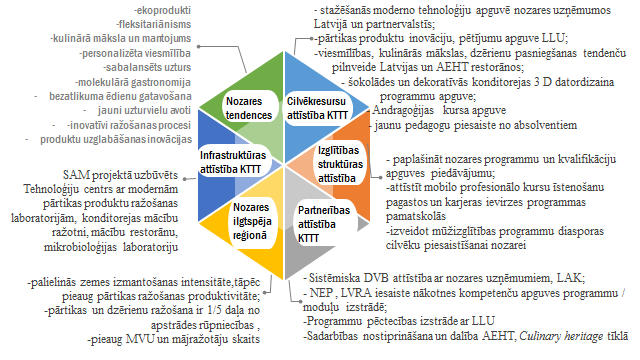 -ekoprodukti
-fleksitariānisms
-kulinārā māksla un mantojums
-personalizēta viesmīlība
-sabalansēts uzturs
-molekulārā gastronomija
- bezatlikuma ēdienu gatavošana
- jauni uzturvielu avoti
- -inovatīvi ražošanas procesi
- produktu uzglabāšanas inovācijas
- stažēšanās moderno tehnoloģiju apguvē nozares uzņēmumos
Latvijā un partnervalstīs;
-pārtikas produktu inovāciju, pētījumu apguve LLU;
-viesmīlības, kulinārās mākslas, dzērienu pasniegšanas tendenču
pilnveide Latvijas un AEHT restorānos;
- šokolādes un dekoratīvās konditorejas 3 D datordizaina
programmu apguve;
- Andragoģijas kursa apguve
- jaunu pedagogu piesaiste no absolventiem
Nozares
tendences
Cilvēkresursu
attīstība KTTT
Infrastruktūras
attīstība KTTT
Izglītības
struktūras
attīstība
Nozares
ilgtspēja
reģionā
Partnerības
attīstība
KTTT
SAM projektā uzbūvēts
Tehnoloģiju centrs ar modernām
pārtikas produktu ražošanas
laboratorijām, konditorejas mācību
ražotni, mācību restorānu,
mikrobioloģijas laboratoriju
- paplašināt nozares programmu un kvalifikāciju
apguves piedāvājumu;
-attīstīt mobilo profesionālo kursu īstenošanu
pagastos un karjeras ievirzes programmas
pamatskolās
-izveidot mūžizglītības programmu diasporas
cilvēku piesaistīšanai nozarei
-palielinās zemes izmantošanas intensitāte,tāpēc
pieaug pārtikas ražošanas produktivitāte;
-pārtikas un dzērienu ražošana ir 1/5 daļa no
apstrādes rūpniecības ,
-pieaug MVU un mājražotāju skaits
- Sistēmiska DVB attīstība ar nozares uzņēmumiem, LAK;
- NEP , LVRA iesaiste nākotnes kompetenču apguves programmu /
moduļu izstrādē;
-Programmu pēctecības izstrāde ar LLU
-Sadarbības nostiprināšana un dalība AEHT, Culinary heritage tīklā